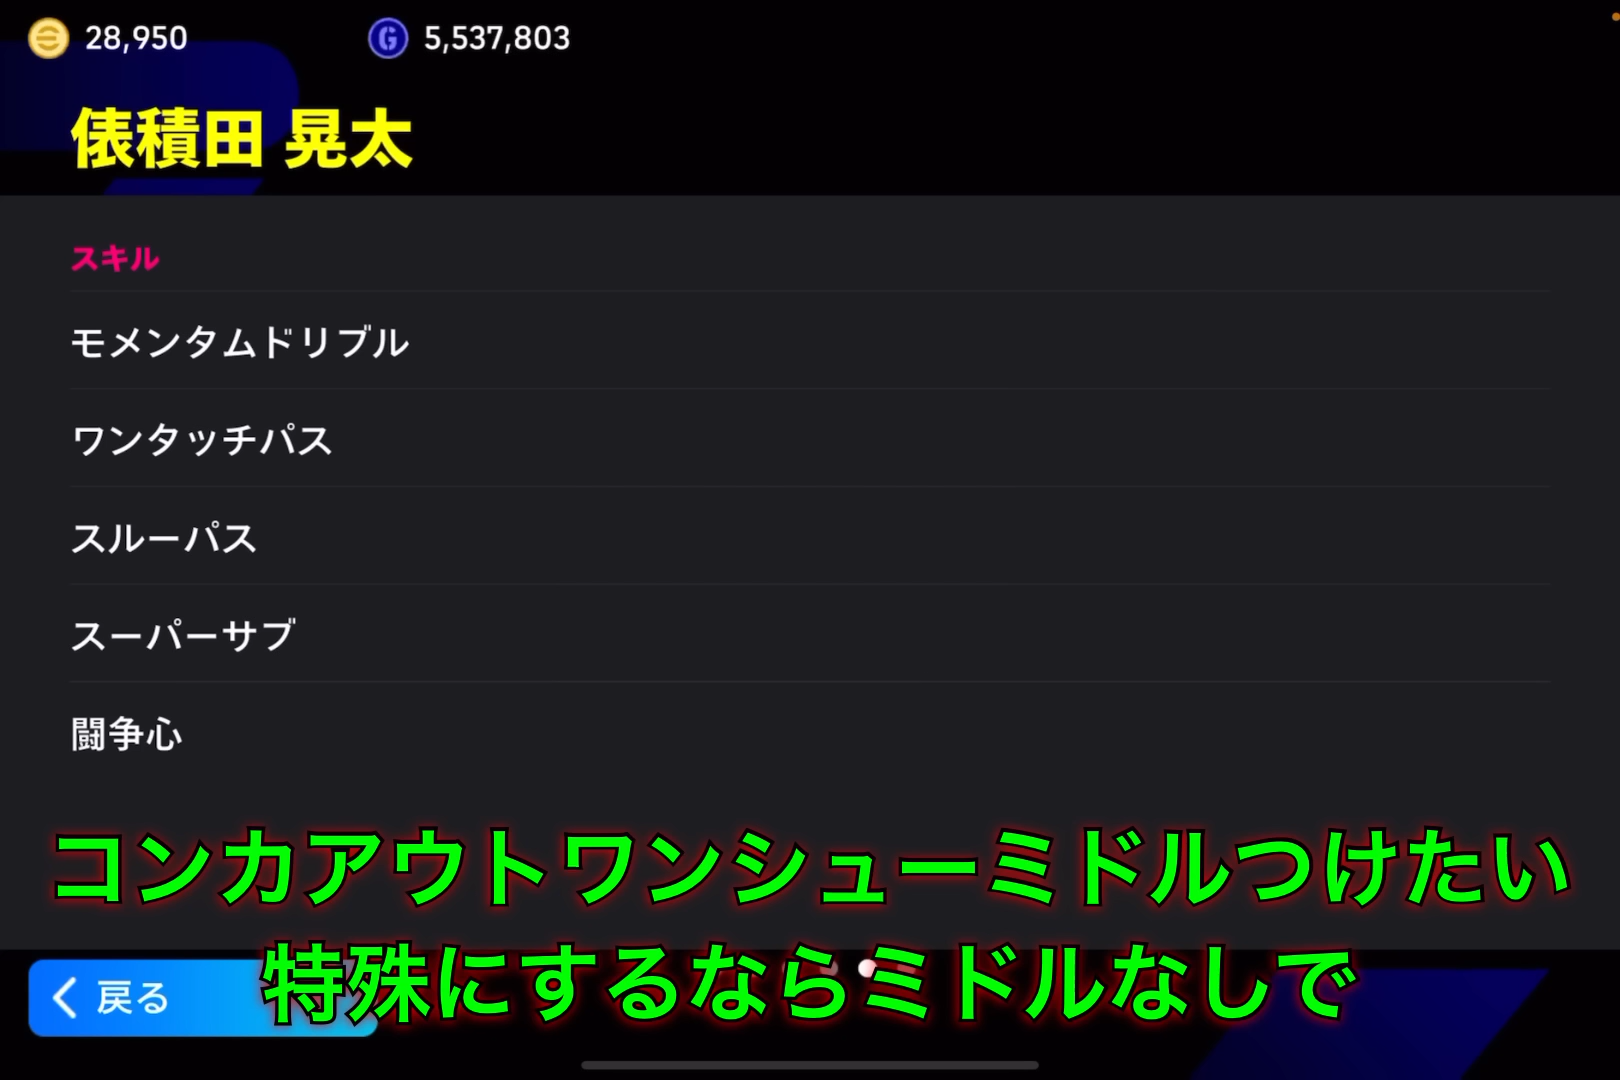 28,950 5,537,803
俵積田 晃太
スキル
モメンタムドリブル
ワンタッチパス
スルーパス
スーパーサブ
闘争心
コンカアウトワンシューミドルつけたい
特殊にするならミドルなしで
戻る